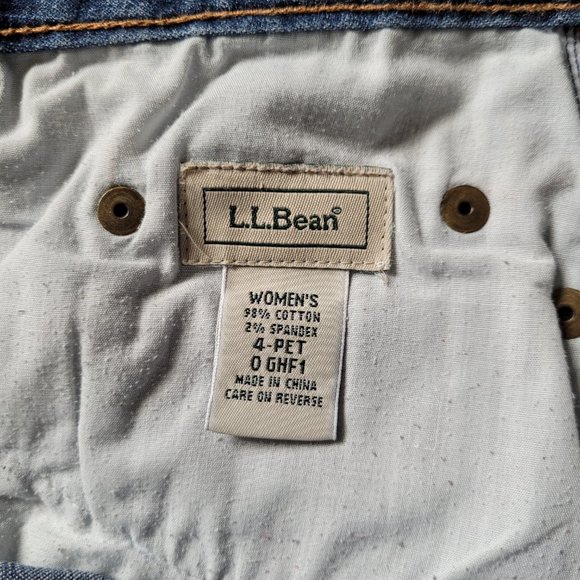 L.L.Bean®
WOMEN'S
98% COTTON
2% SPANDEX
4-PET
0 GHF1
MADE IN CHINA
CARE ON REVERSE